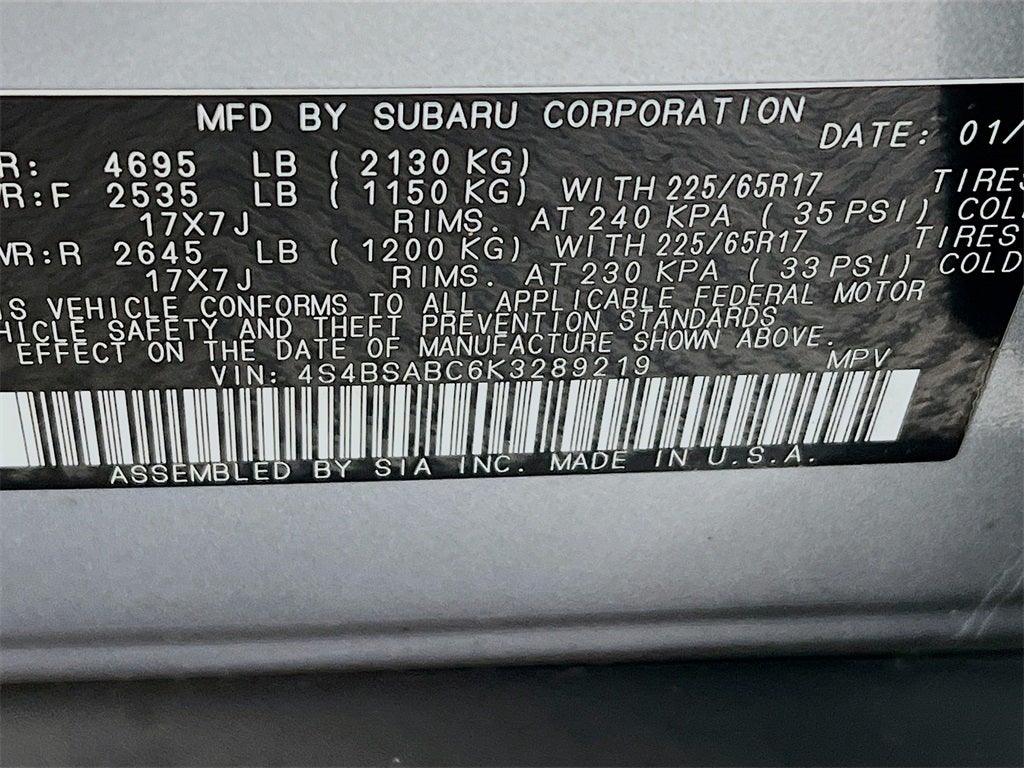 MFD BY SUBARU CORPORATION DATE: 01/
R: 4695 LB ( 2130 KG)
R:F 2535 LB ( 1150 KG) WITH 225/65R17 TIRES
17X7J RIMS. AT 240 KPA ( 35 PSI) COL
WR:R 2645 LB ( 1200 KG) WITH 225/65R17 TIRES
17X7J RIMS. AT 230 KPA ( 33 PSI) COLD
IS VEHICLE CONFORMS TO ALL APPLICABLE FEDERAL MOTOR
HICLE SAFETY AND THEFT PREVENTION STANDARDS
EFFECT ON THE DATE OF MANUFACTURE SHOWN ABOVE.
VIN: 4S4BSABC6K3289219 MPV
ASSEMBLED BY SIA INC. MADE IN U.S.A.